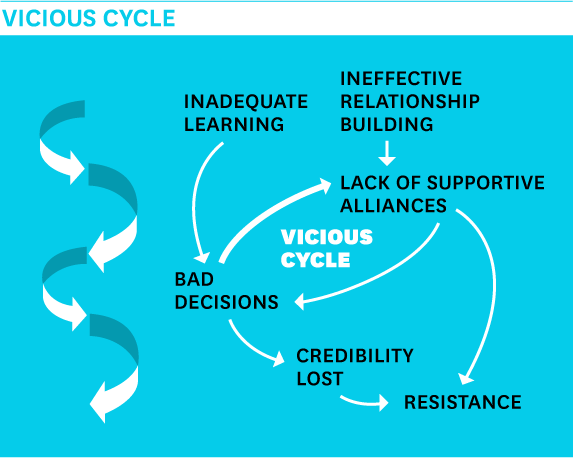 VICIOUS CYCLE
INADEQUATE
LEARNING
INEFFECTIVE
RELATIONSHIP
BUILDING
LACK OF SUPPORTIVE
ALLIANCES
VICIOUS
CYCLE
BAD
DECISIONS
CREDIBILITY
LOST
RESISTANCE